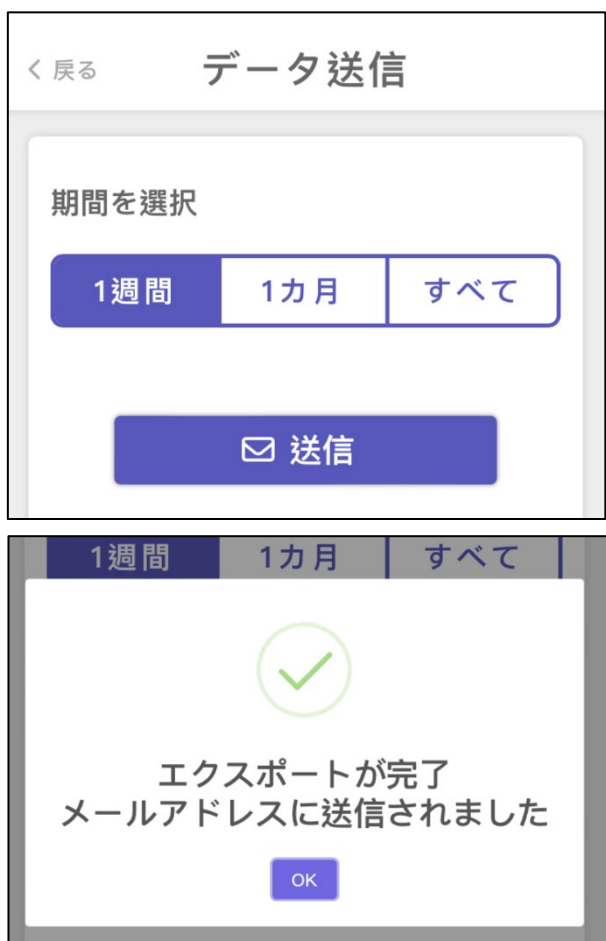 戻る
データ送信
期間を選択
1週間
1カ月
すべて
送信
1週間
1カ月
すべて
エクスポートが完了
メールアドレスに送信されました
OK